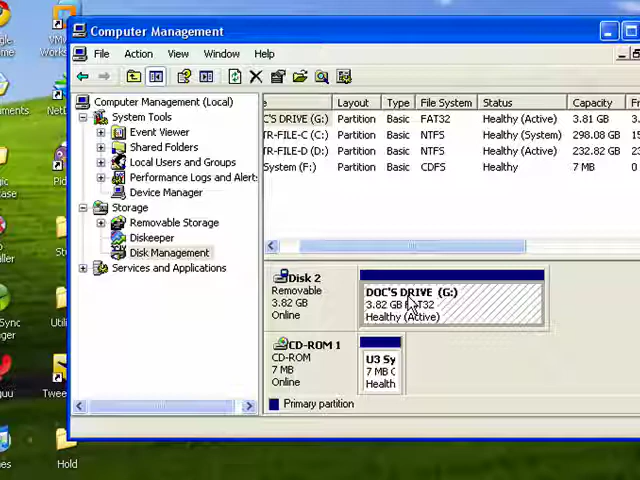 Computer Management
File Action View Window Help
Computer Management (Local)
System Tools
Event Viewer
Shared Folders
Local Users and Groups
Performance Logs and Alert
Device Manager
Storage
Removable Storage
Diskeeper
Disk Management
Services and Applications
Layout Type File System Status Capacity
C'S DRIVE (G:) Partition Basic FAT32 Healthy (Active) 3.81 GB 3.
TR-FILE-C (C:) Partition Basic NTFS Healthy (System) 298.08 GB
TR-FILE-D (D:) Partition Basic NTFS Healthy (Active) 232.82 GB
System (F:) Partition Basic CDFS Healthy 7 MB 0
Disk 2
Removable
3.82 GB
Online
DOC'S DRIVE (G:)
3.82 GB FAT32
Healthy (Active)
CD-ROM 1
CD-ROM
7 MB
Online
U3 Sy
7 MB C
Health
Primary partition
Hold